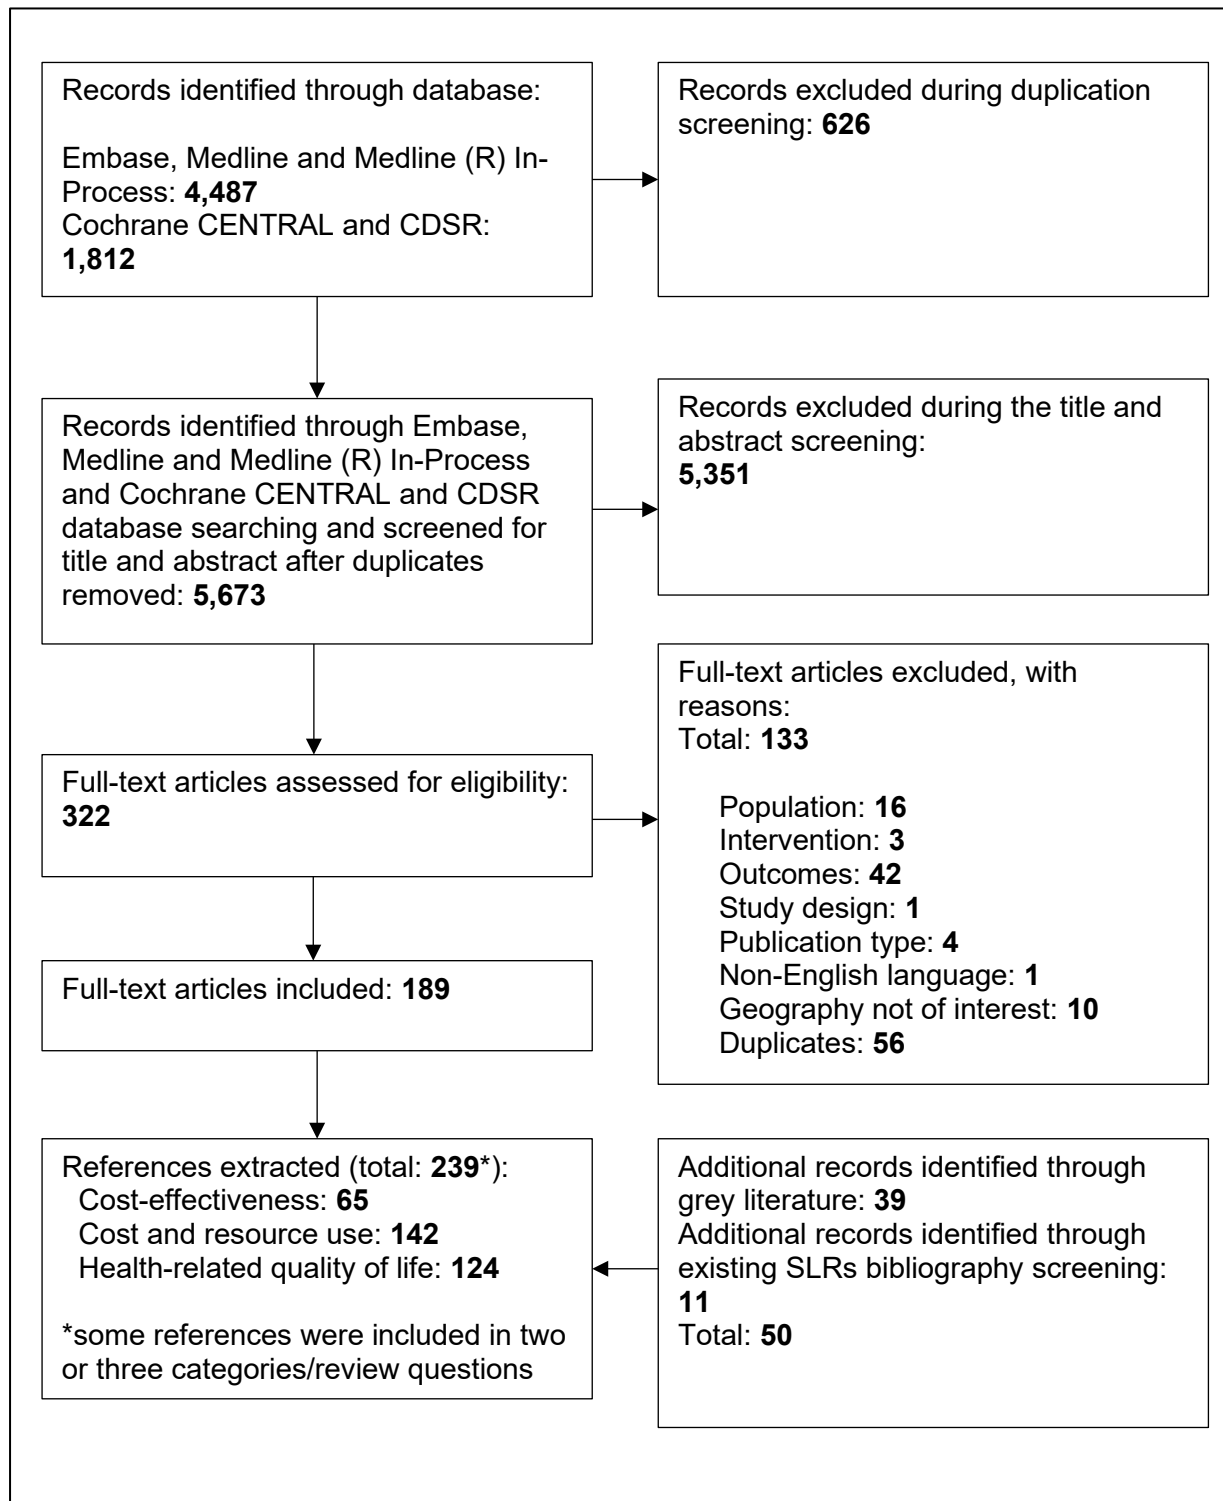 Records identified through database:
Embase, Medline and Medline (R) In-
Process: 4,487
Cochrane CENTRAL and CDSR:
1,812
Records excluded during duplication
screening: 626
Records identified through Embase,
Medline and Medline (R) In-Process
and Cochrane CENTRAL and CDSR
database searching and screened for
title and abstract after duplicates
removed: 5,673
Records excluded during the title and
abstract screening:
5,351
Full-text articles assessed for eligibility:
322
Full-text articles excluded, with
reasons:
Total: 133
Population: 16
Intervention: 3
Outcomes: 42
Study design: 1
Publication type: 4
Non-English language: 1
Geography not of interest: 10
Duplicates: 56
Full-text articles included: 189
References extracted (total: 239*):
Cost-effectiveness: 65
Cost and resource use: 142
Health-related quality of life: 124
*some references were included in two
or three categories/review questions
Additional records identified through
grey literature: 39
Additional records identified through
existing SLRs bibliography screening:
11
Total: 50